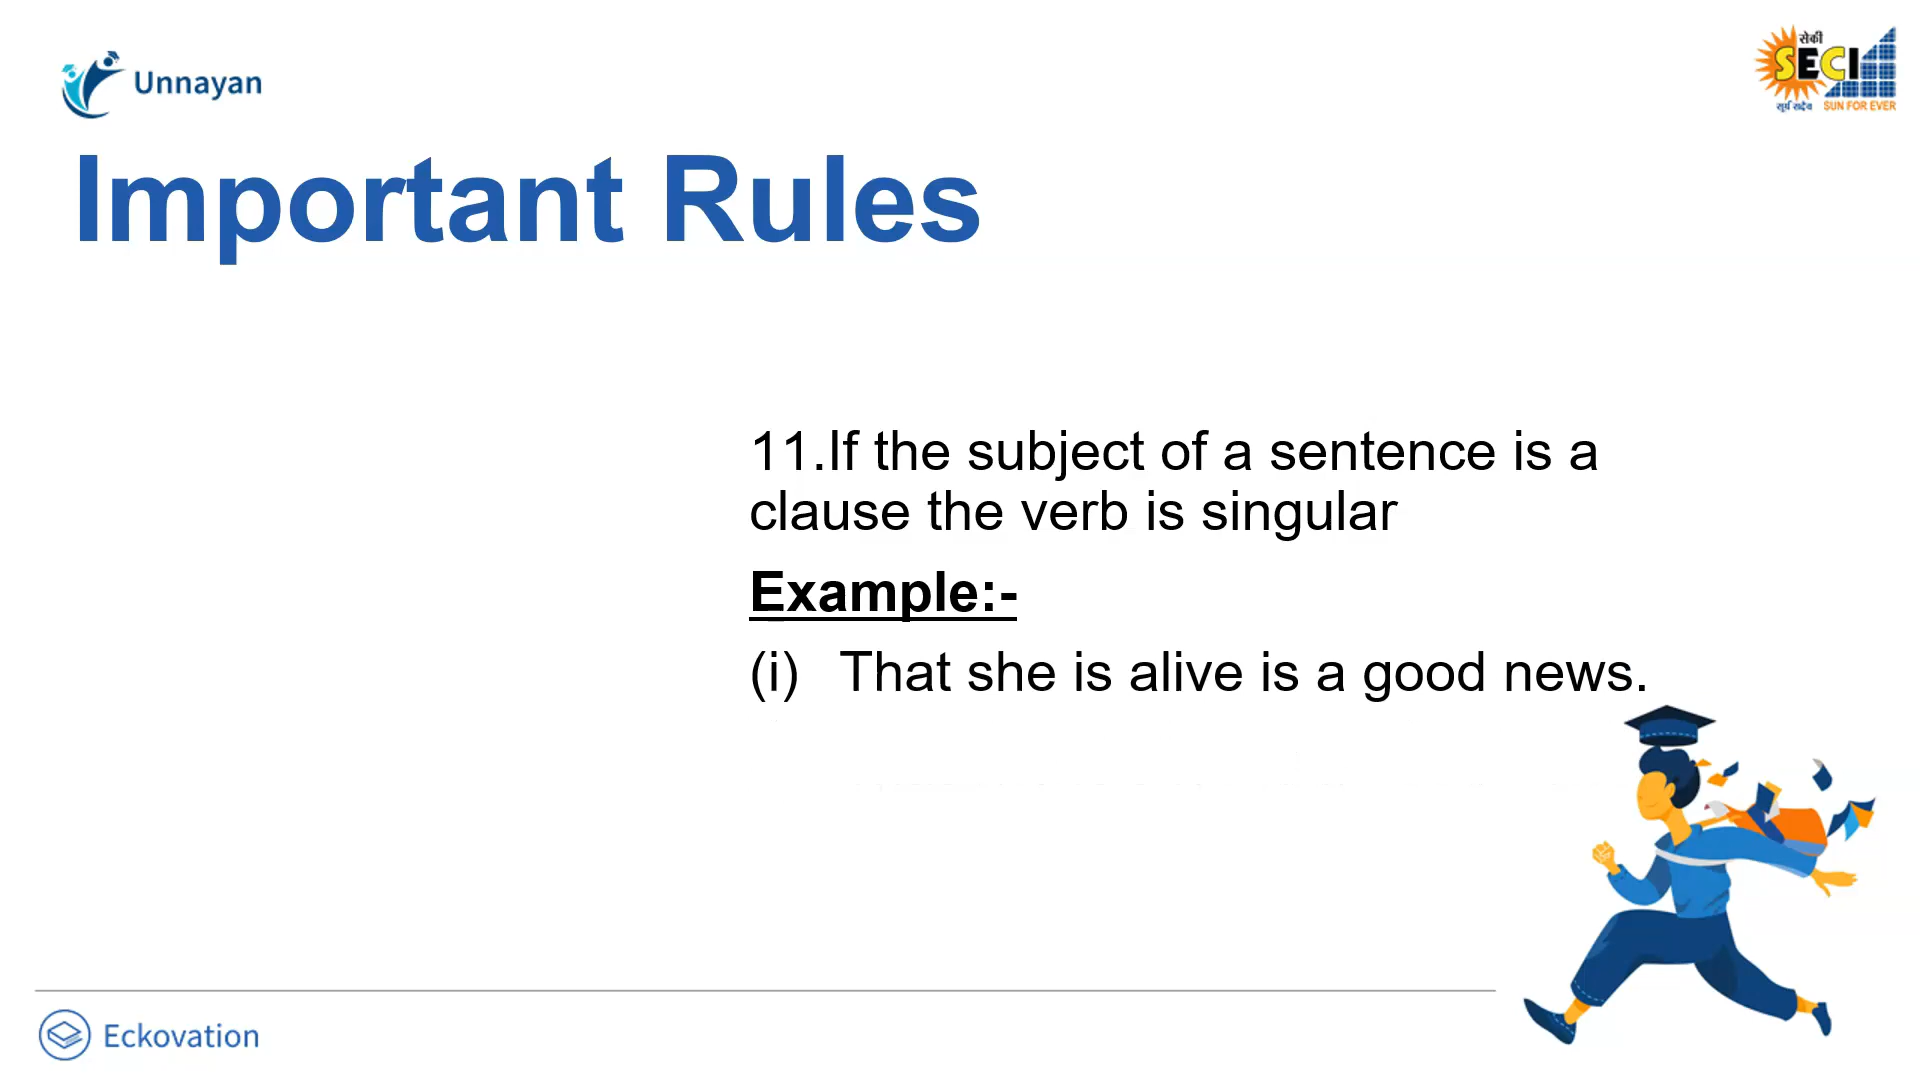 Unnayan
सेकी
SECI
सूर्य सदैव SUN FOR EVER
Important Rules
11.If the subject of a sentence is a
clause the verb is singular
Example:-
(i) That she is alive is a good news.
Eckovation